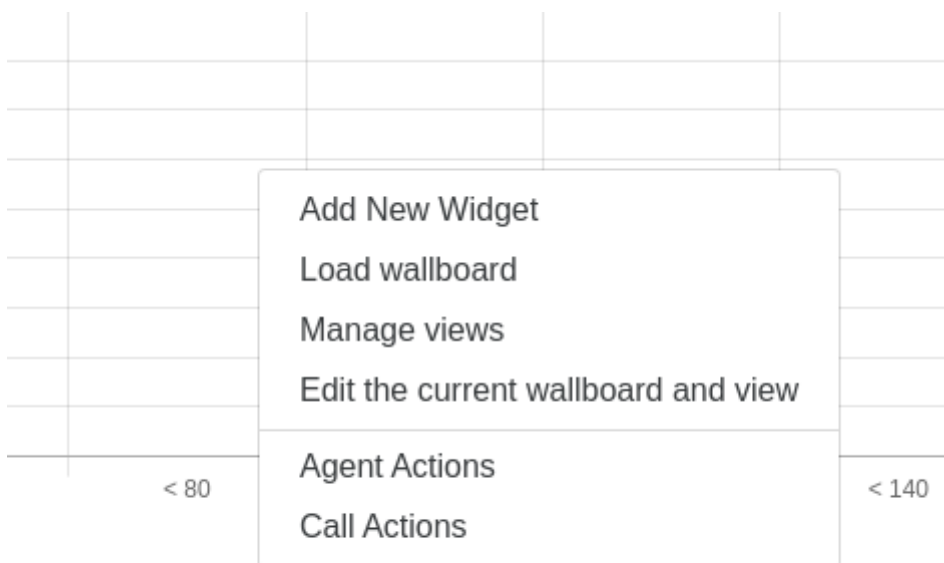 Add New Widget
Load wallboard
Manage views
Edit the current wallboard and view
Agent Actions
Call Actions
< 80
< 140